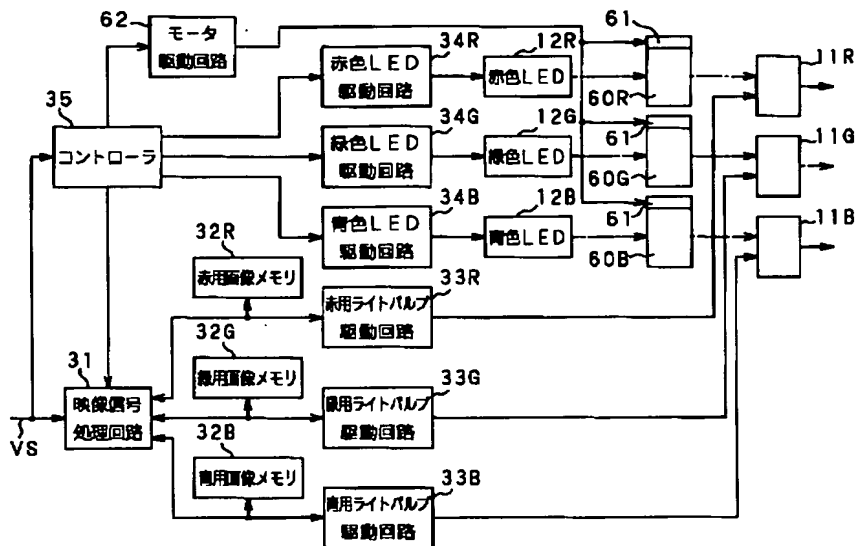 62
モータ
駆動回路
34R
12R
61
11R
赤色LED
駆動回路
赤色LED
60R
35
コントローラ
34G
12G
61
11G
緑色LED
駆動回路
緑色LED
60G
34B
12B
61
11B
青色LED
駆動回路
青色LED
60B
32R
赤用画像メモリ
33R
赤用ライトバルブ
駆動回路
32G
緑用画像メモリ
33G
緑用ライトバルブ
駆動回路
31
映像信号
処理回路
VS
32B
青用画像メモリ
33B
青用ライトバルブ
駆動回路